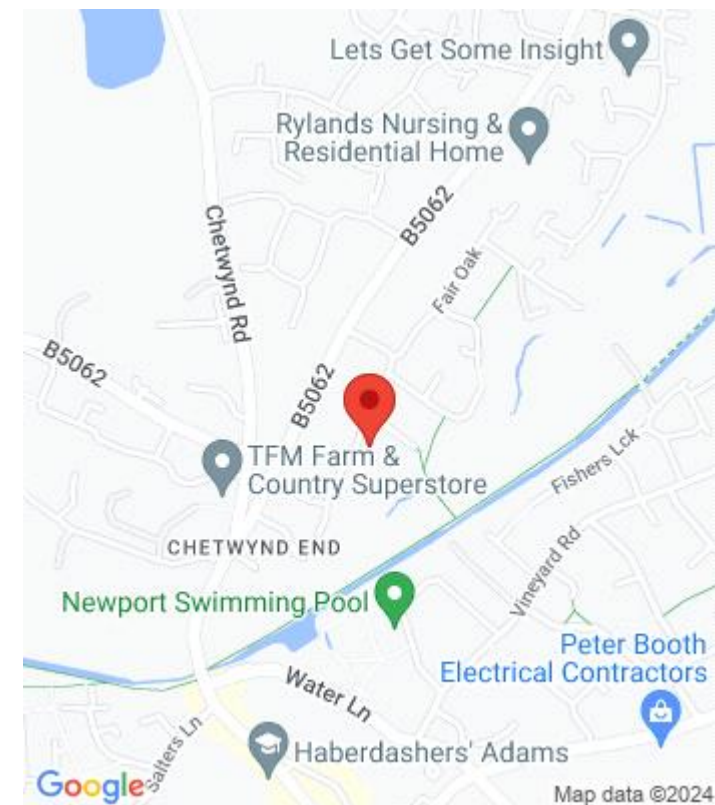 Lets Get Some Insight
Rylands Nursing &
Residential Home
B5062
Chetwynd Rd
Fair Oak
B5062
B5062
TFM Farm &
Country Superstore
Fishers Lck
CHETWYND END
Vineyard Rd
Newport Swimming Pool
Peter Booth
Electrical Contractors
Water Ln
Salters Ln
Haberdashers' Adams
Google
Map data ©2024